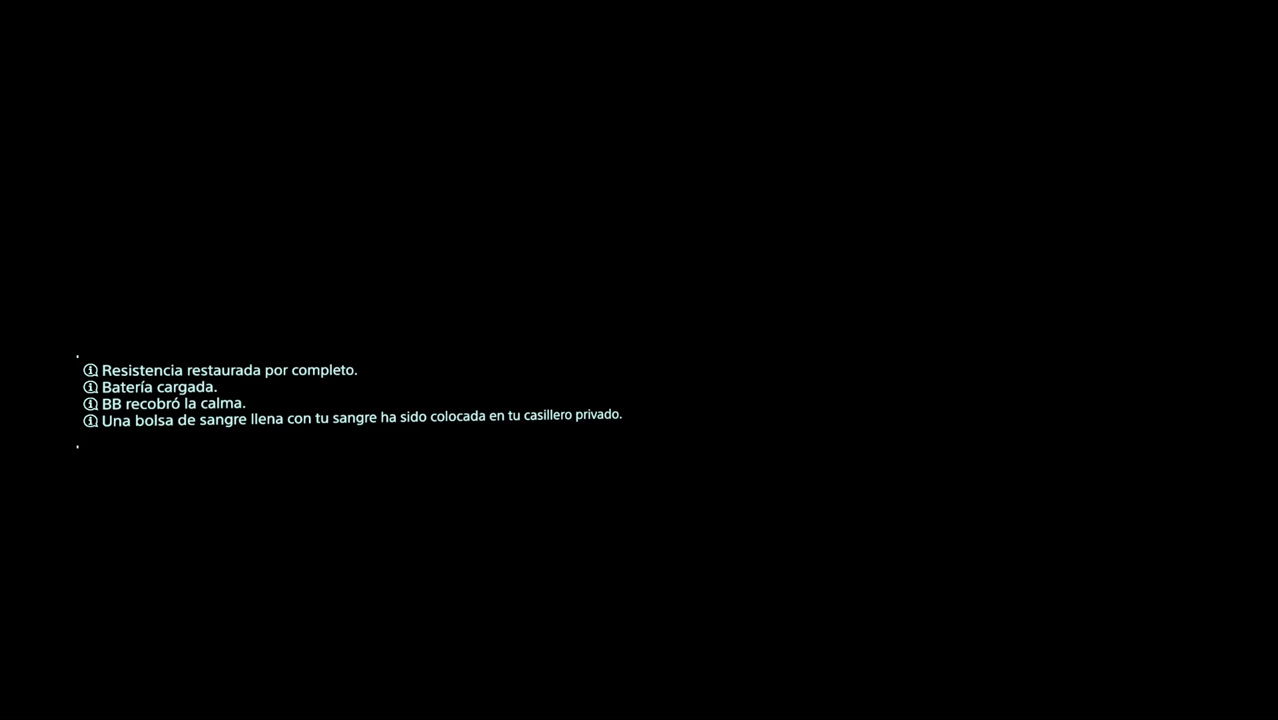 Resistencia restaurada por completo.
Batería cargada.
BB recobró la calma.
Una bolsa de sangre llena con tu sangre ha sido colocada en tu casillero privado.